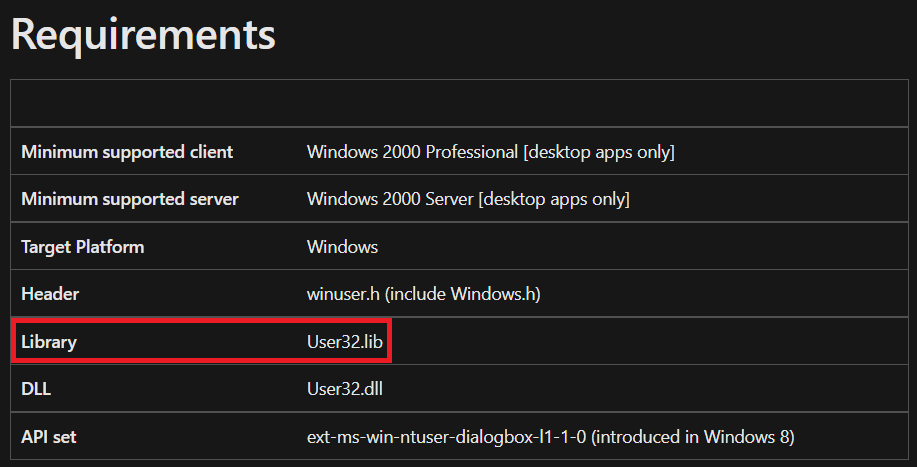 Requirements
Minimum supported client Windows 2000 Professional [desktop apps only]
Minimum supported server Windows 2000 Server [desktop apps only]
Target Platform Windows
Header winuser.h (include Windows.h)
Library User32.lib
DLL User32.dll
API set ext-ms-win-ntuser-dialogbox-l1-1-0 (introduced in Windows 8)